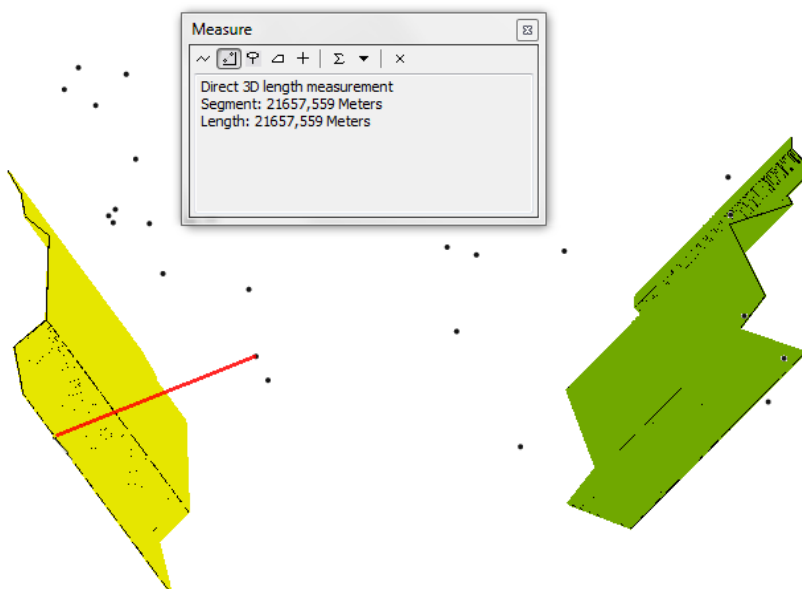 Measure
Direct 3D length measurement
Segment: 21657,559 Meters
Length: 21657,559 Meters